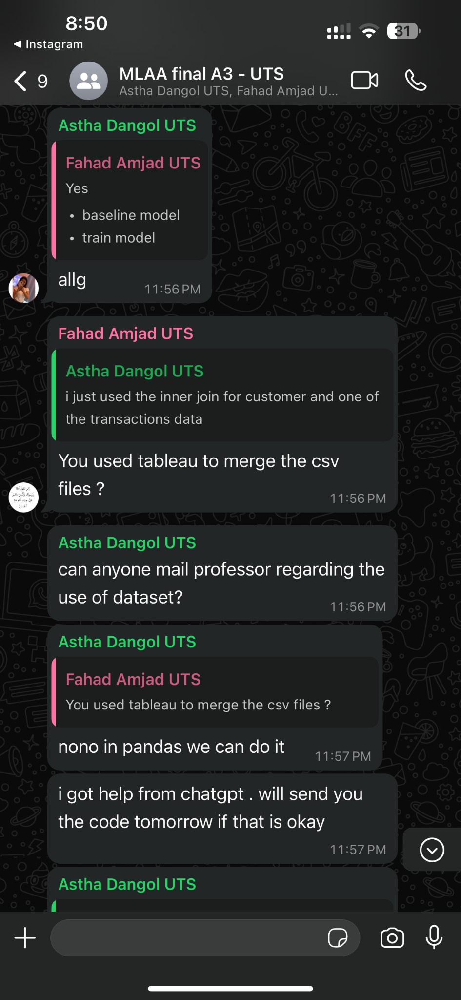 8:50
31
◀ Instagram
9
MLAA final A3 - UTS
Astha Dangol UTS, Fahad Amjad U...
Astha Dangol UTS
Fahad Amjad UTS
Yes
• baseline model
• train model
allg
11:56 PM
Fahad Amjad UTS
Astha Dangol UTS
i just used the inner join for customer and one of
the transactions data
You used tableau to merge the csv
files ?
11:56 PM
Astha Dangol UTS
can anyone mail professor regarding the
use of dataset?
11:56 PM
Astha Dangol UTS
Fahad Amjad UTS
You used tableau to merge the csv files ?
nono in pandas we can do it
11:57 PM
i got help from chatgpt . will send you
the code tomorrow if that is okay
11:57 PM
Astha Dangol UTS